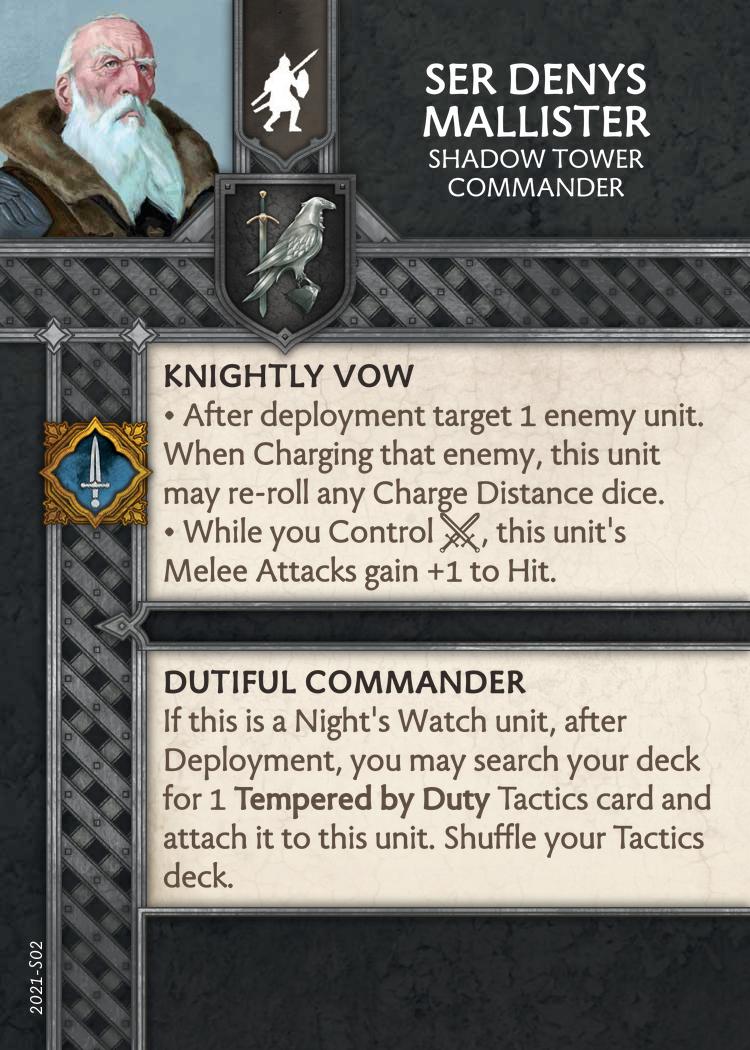 SER DENYS
MALLISTER
SHADOW TOWER
COMMANDER
KNIGHTLY VOW
• After deployment target 1 enemy unit.
When Charging that enemy, this unit
may re-roll any Charge Distance dice.
• While you Control , this unit's
Melee Attacks gain +1 to Hit.
DUTIFUL COMMANDER
If this is a Night's Watch unit, after
Deployment, you may search your deck
for 1 Tempered by Duty Tactics card and
attach it to this unit. Shuffle your Tactics
deck.
2021-S02